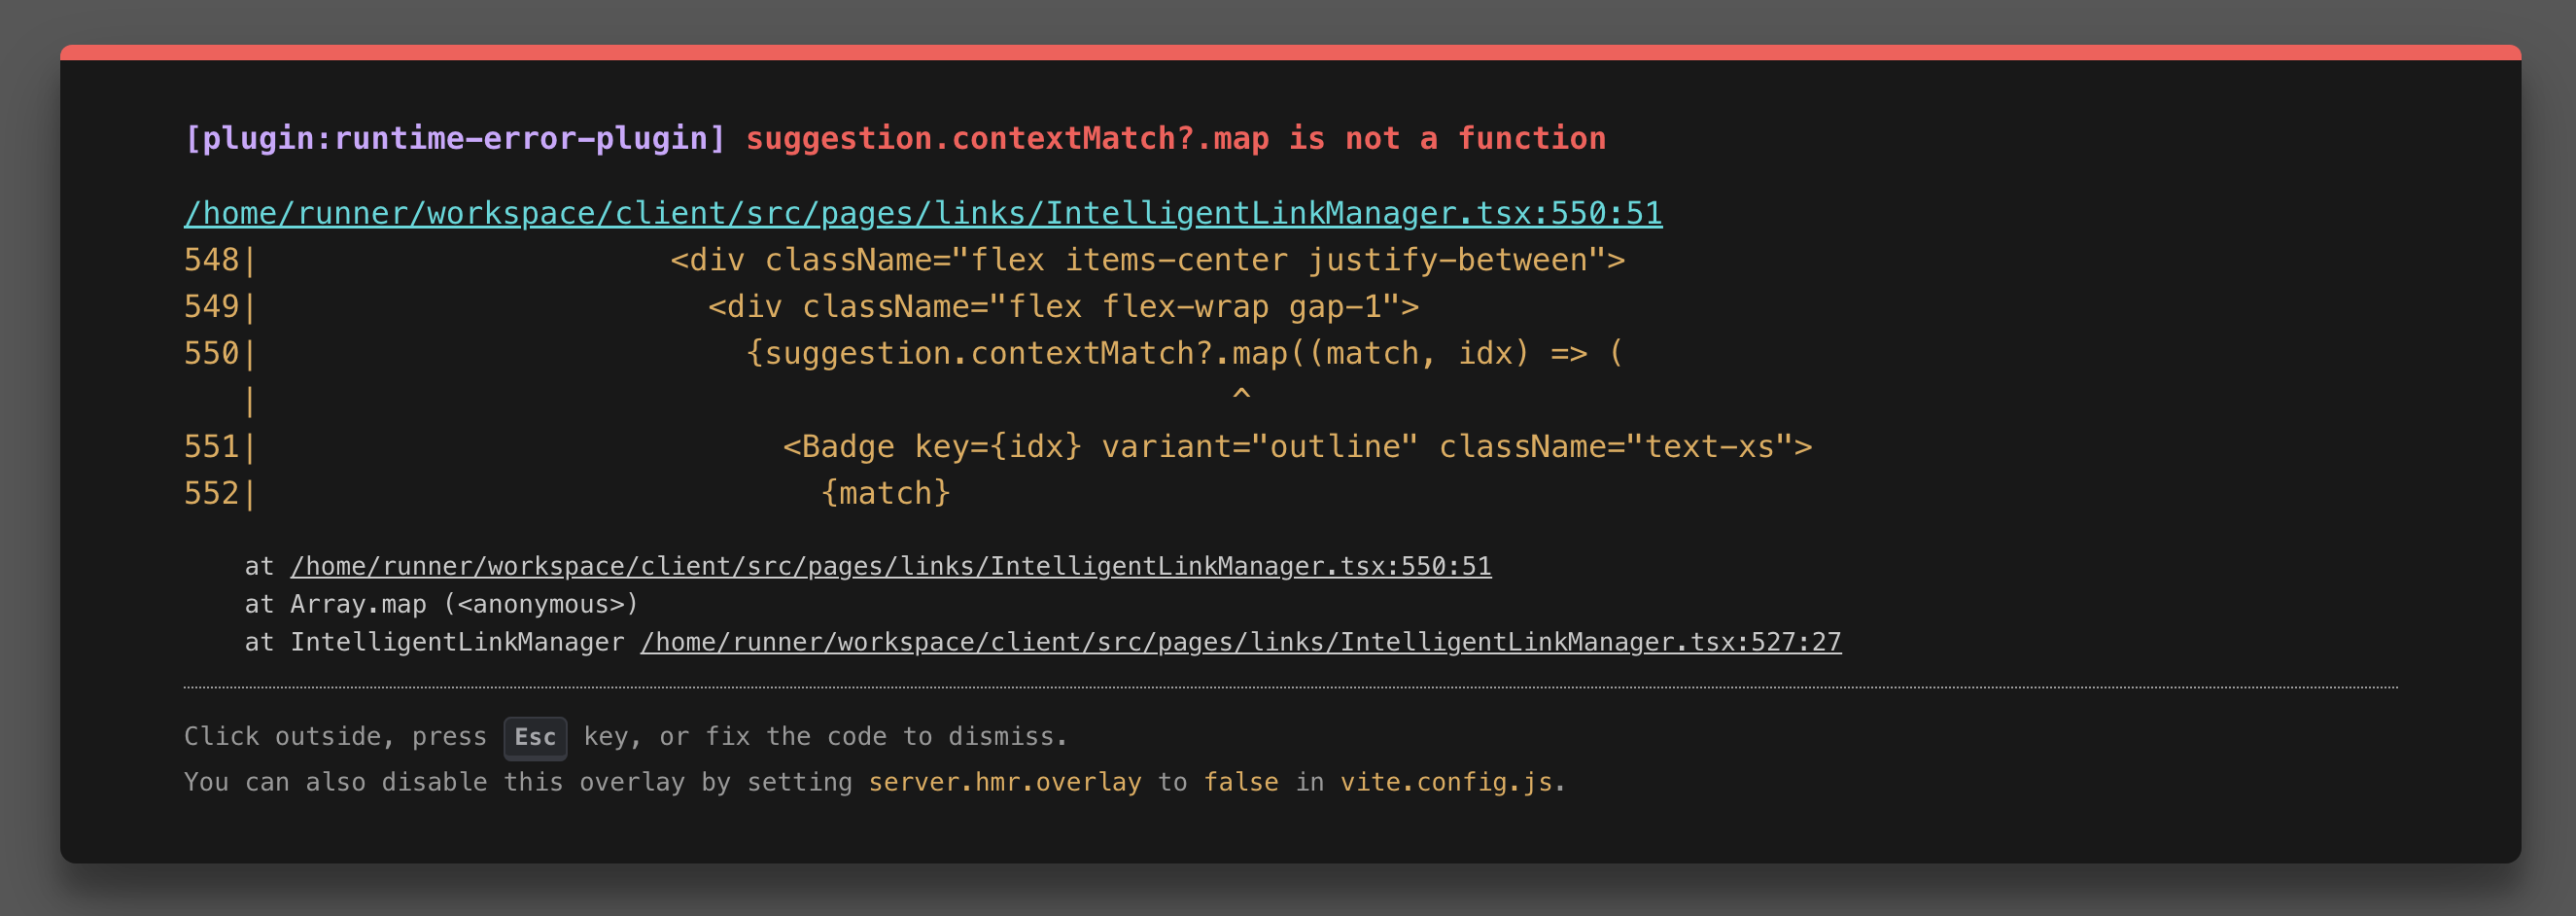 [plugin:runtime-error-plugin] suggestion.contextMatch?.map is not a function
/home/runner/workspace/client/src/pages/links/IntelligentLinkManager.tsx:550:51
548|                      <div className="flex items-center justify-between">
549|                        <div className="flex flex-wrap gap-1">
550|                          {suggestion.contextMatch?.map((match, idx) => (
   |                                                    ^
551|                            <Badge key={idx} variant="outline" className="text-xs">
552|                              {match}
    at /home/runner/workspace/client/src/pages/links/IntelligentLinkManager.tsx:550:51
    at Array.map (<anonymous>)
    at IntelligentLinkManager /home/runner/workspace/client/src/pages/links/IntelligentLinkManager.tsx:527:27
Click outside, press Esc key, or fix the code to dismiss.
You can also disable this overlay by setting server.hmr.overlay to false in vite.config.js.